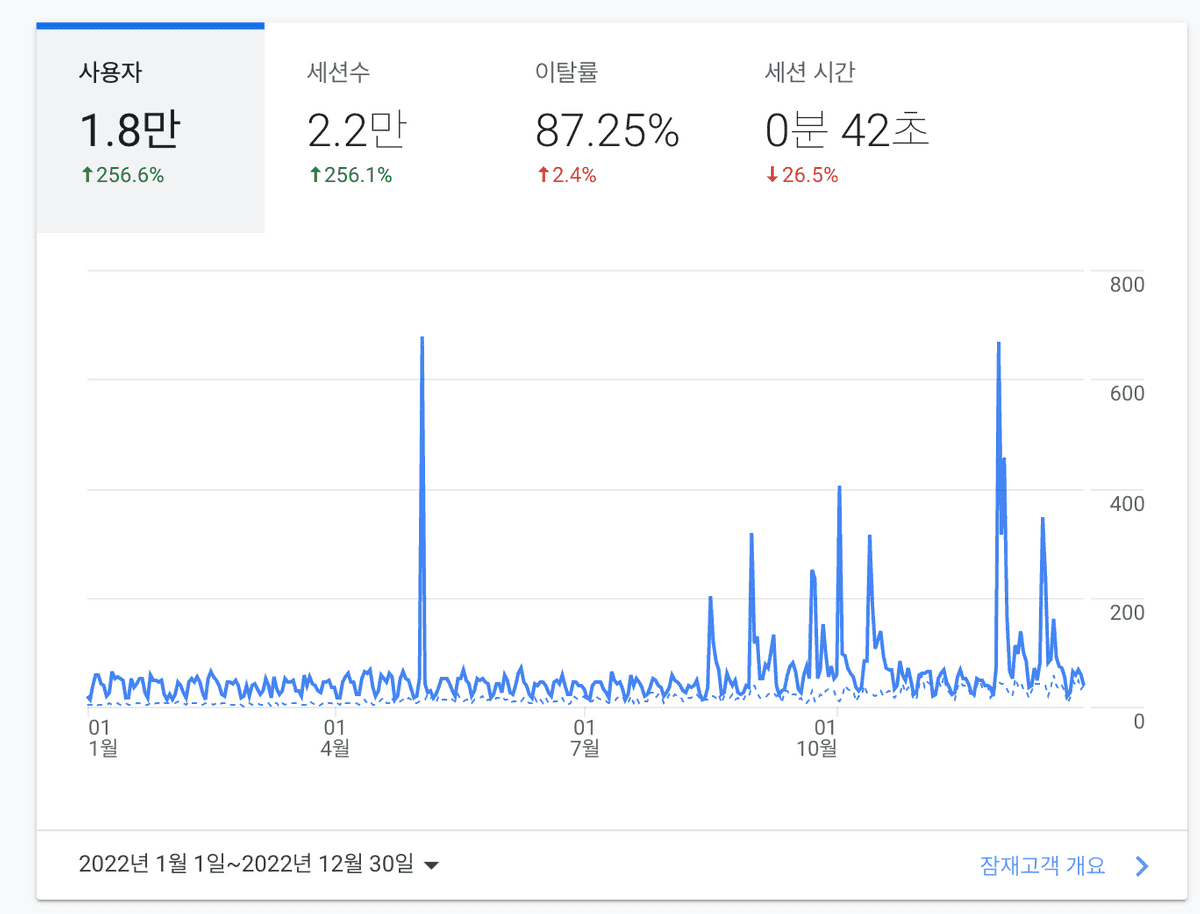 사용자 세션수 이탈률 세션 시간
1.8만 2.2만 87.25% 0분 42초
↑256.6% ↑256.1% ↑2.4% ↓26.5%
800
600
400
200
0
01 01 01 01
1월 4월 7월 10월
2022년 1월 1일~2022년 12월 30일 잠재고객 개요